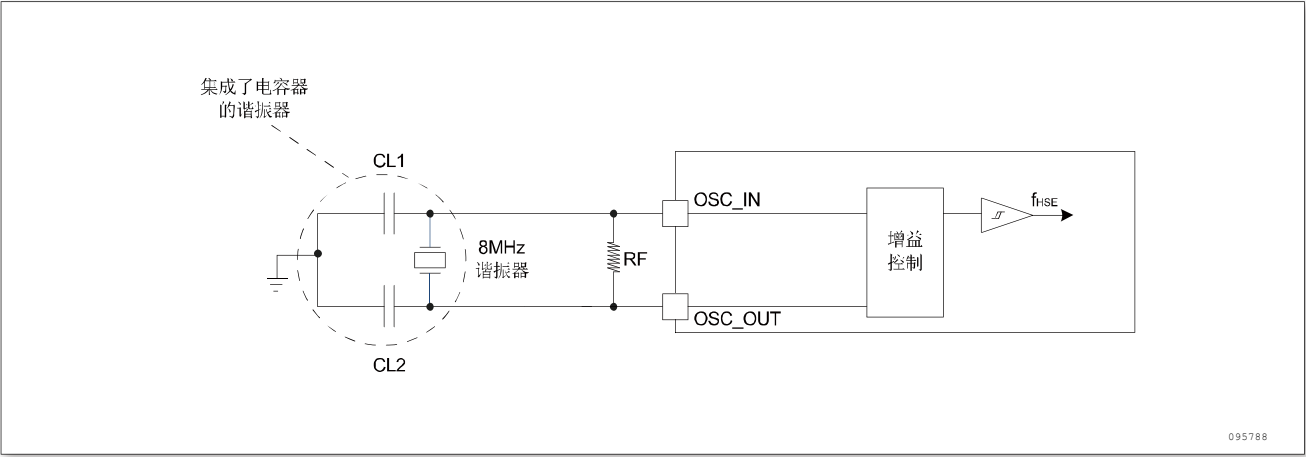 集成了电容器
的谐振器
CL1
OSC_IN
fHSE
8MHz
谐振器
RF
增益
控制
OSC_OUT
CL2
095788